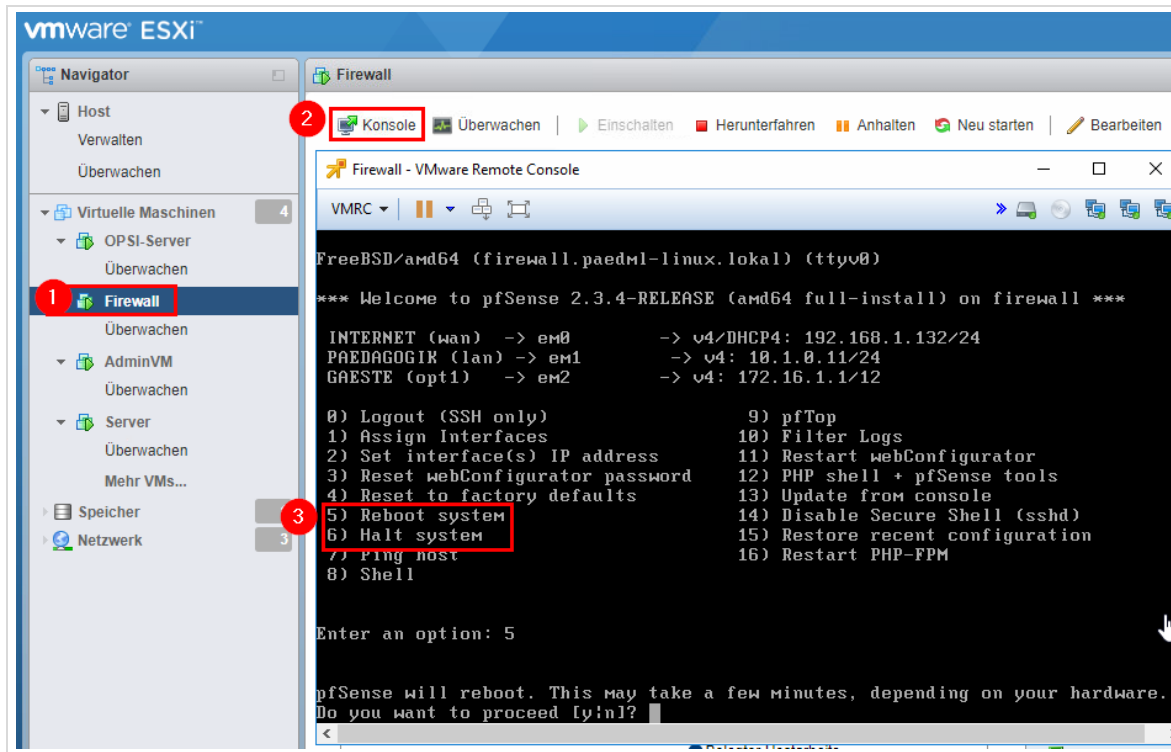 vmware ESXi™
Navigator
Host
Verwalten
Überwachen
Virtuelle Maschinen 4
OPSI-Server
Überwachen
1 Firewall
Überwachen
AdminVM
Überwachen
Server
Überwachen
Mehr VMs...
Speicher
Netzwerk 3
Firewall
2 Konsole Überwachen Einschalten Herunterfahren Anhalten Neu starten Bearbeiten
Firewall - VMware Remote Console
VMRC
FreeBSD/amd64 (firewall.paedml-linux.lokal) (ttyv0)
*** Welcome to pfSense 2.3.4-RELEASE (amd64 full-install) on firewall ***
INTERNET (wan) -> em0 -> v4/DHCP4: 192.168.1.132/24
PAEDAGOGIK (lan) -> em1 -> v4: 10.1.0.11/24
GAESTE (opt1) -> em2 -> v4: 172.16.1.1/12
0) Logout (SSH only) 9) pfTop
1) Assign Interfaces 10) Filter Logs
2) Set interface(s) IP address 11) Restart webConfigurator
3) Reset webConfigurator password 12) PHP shell + pfSense tools
4) Reset to factory defaults 13) Update from console
3 5) Reboot system 14) Disable Secure Shell (sshd)
6) Halt system 15) Restore recent configuration
7) Ping host 16) Restart PHP-FPM
8) Shell
Enter an option: 5
pfSense will reboot. This may take a few minutes, depending on your hardware.
Do you want to proceed [y|n]?